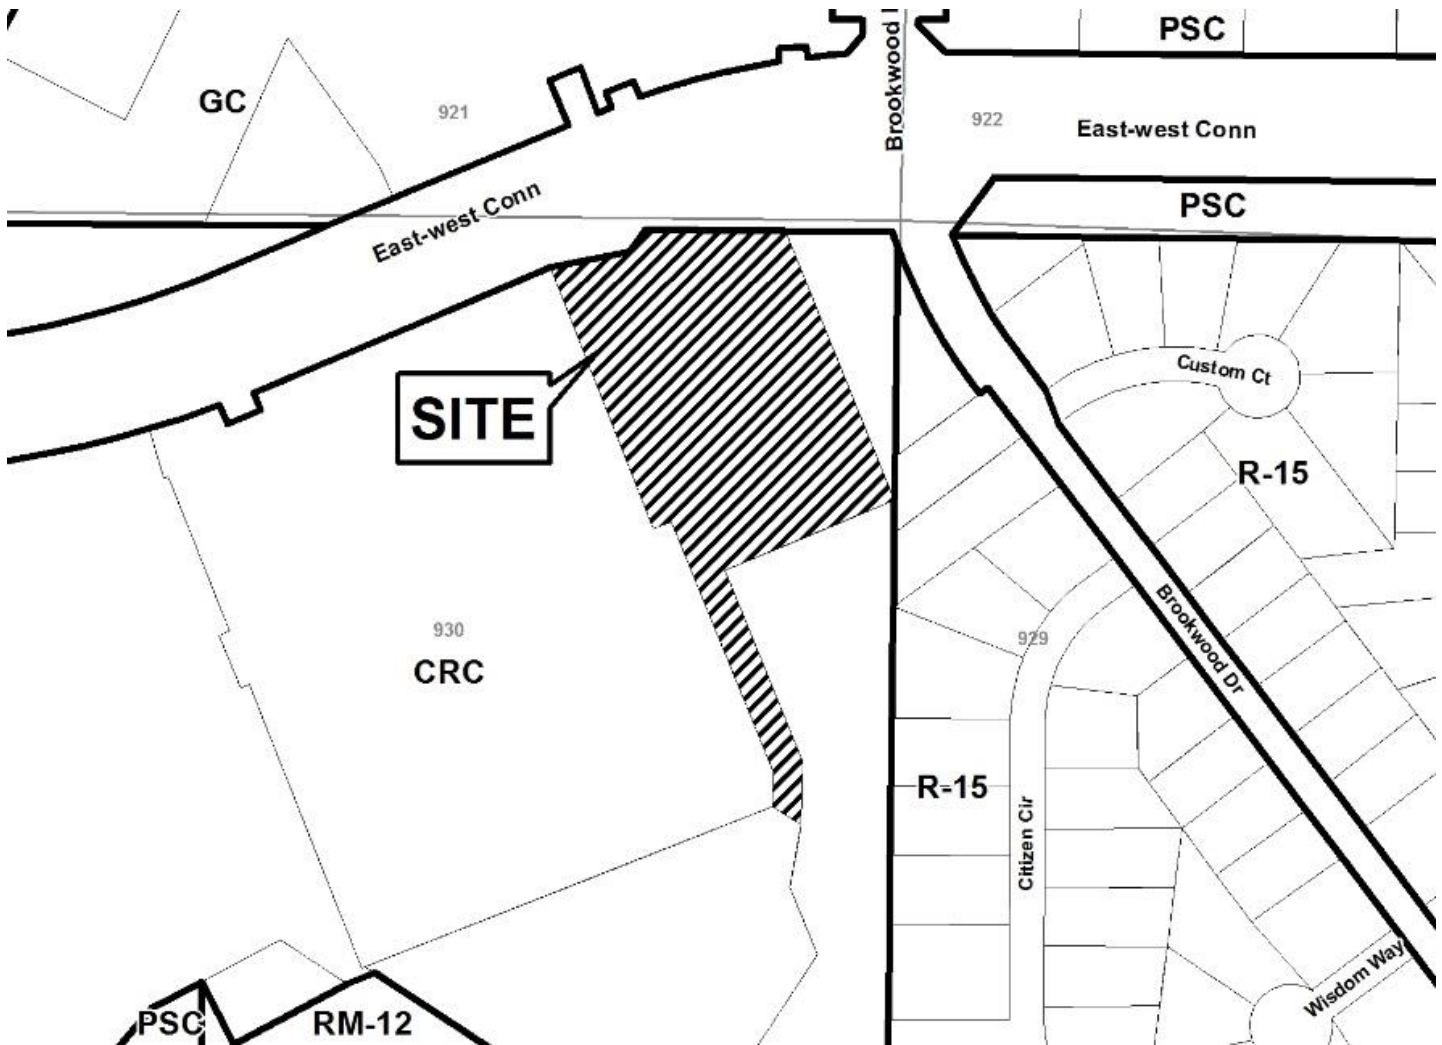 PSC
Brookwood
GC
921
922
East-west Conn
East-west Conn
PSC
Custom Ct
SITE
R-15
Brookwood Dr
930
929
CRC
R-15
Citizen Cir
Wisdom Way
PSC
RM-12